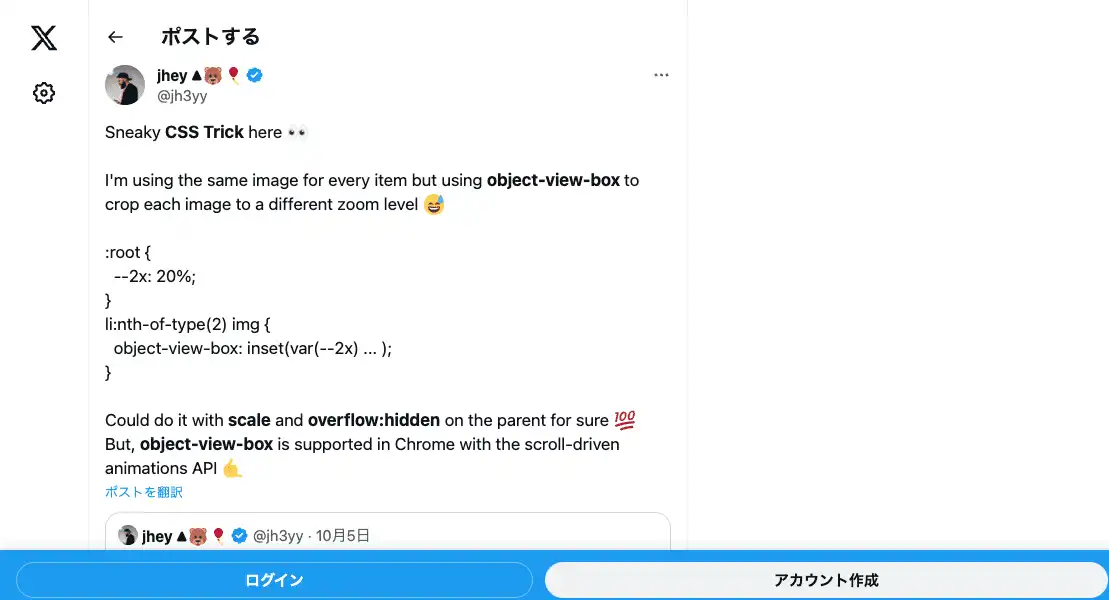 ポストする
jhey ▲🐻🎈
@jh3yy
Sneaky CSS Trick here 👀
I'm using the same image for every item but using object-view-box to
crop each image to a different zoom level 😅
:root {
  --2x: 20%;
}
li:nth-of-type(2) img {
  object-view-box: inset(var(--2x) ... );
}
Could do it with scale and overflow:hidden on the parent for sure 💯
But, object-view-box is supported in Chrome with the scroll-driven
animations API 🤙
ポストを翻訳
jhey ▲🐻🎈 @jh3yy · 10月5日
ログイン
アカウント作成